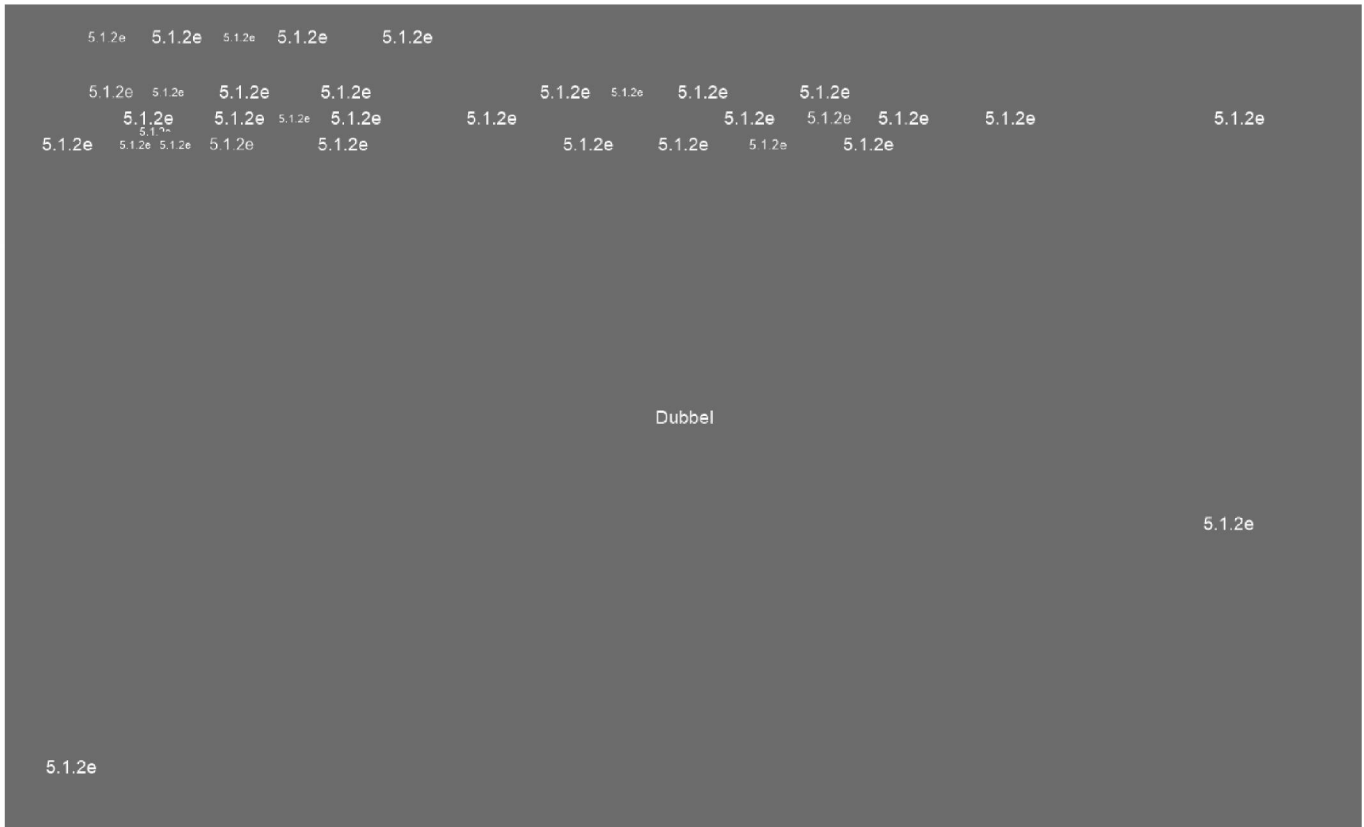 5.1.2e 5.1.2e 5.1.2e 5.1.2e 5.1.2e
5.1.2e 5.1.2e 5.1.2e 5.1.2e 5.1.2e 5.1.2e 5.1.2e 5.1.2e
5.1.2e 5.1.2e 5.1.2e 5.1.2e 5.1.2e 5.1.2e 5.1.2e 5.1.2e 5.1.2e 5.1.2e
5.1.2e
5.1.2e 5.1.2e 5.1.2e 5.1.2e 5.1.2e 5.1.2e 5.1.2e 5.1.2e 5.1.2e
Dubbel
5.1.2e
5.1.2e